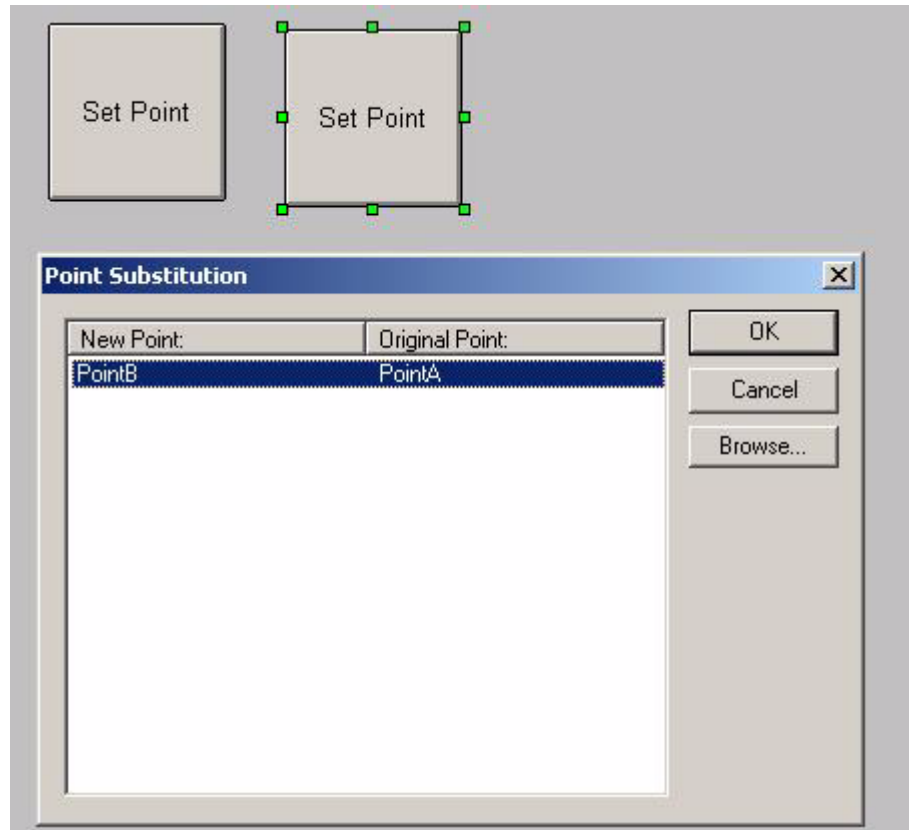 Set Point Set Point
Point Substitution
New Point: Original Point: OK
PointB PointA
Cancel
Browse...